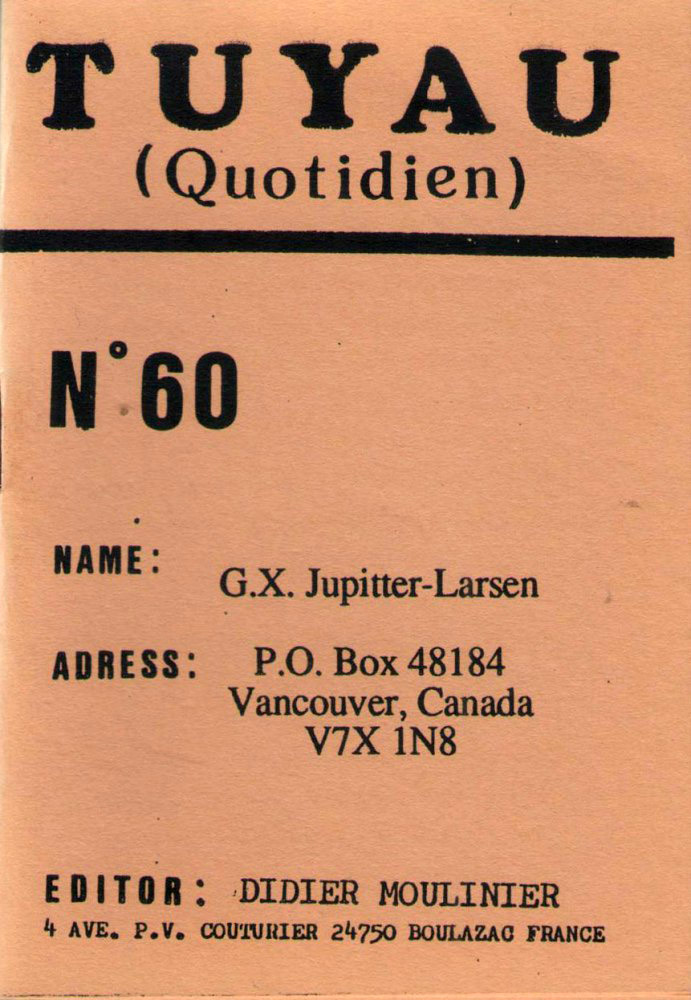 TUYAU
(Quotidien)
N° 60
NAME: G.X. Jupitter-Larsen
ADRESS: P.O. Box 48184
Vancouver, Canada
V7X 1N8
EDITOR: DIDIER MOULINIER
4 AVE. P.V. COUTURIER 24750 BOULAZAC FRANCE